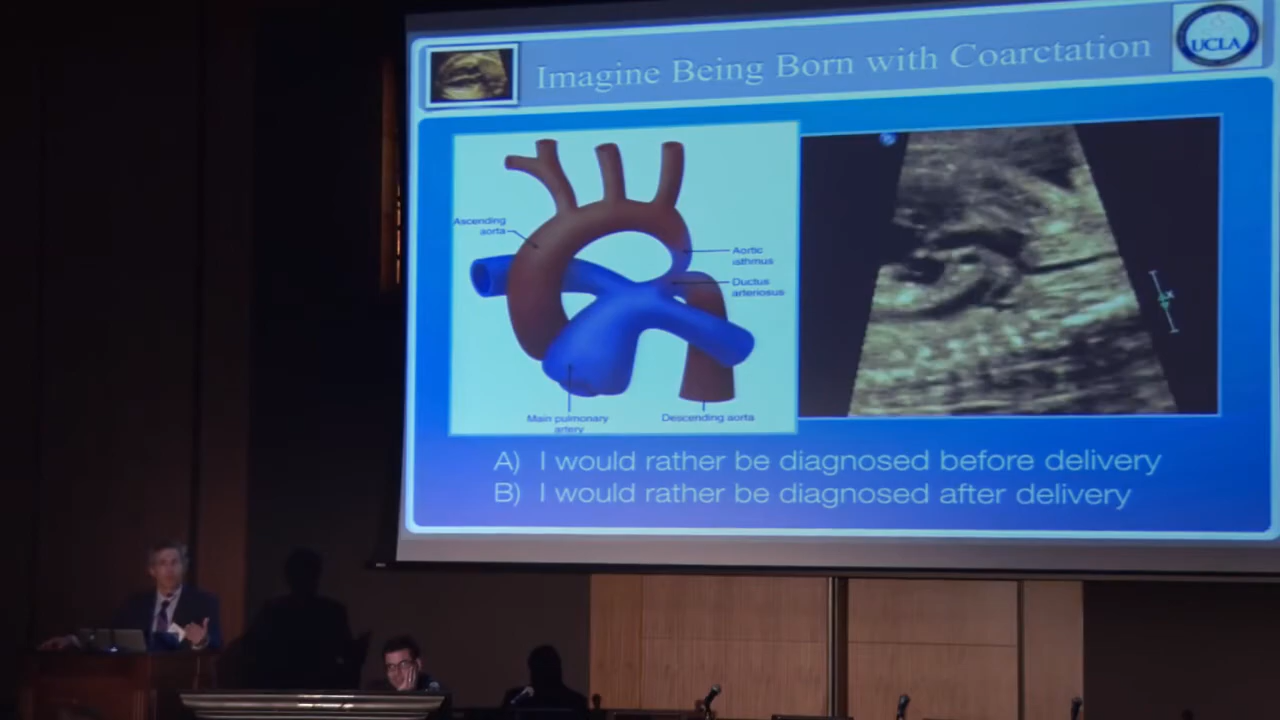 Imagine Being Born with Coarctation
UCLA
Ascending
aorta
Aortic
isthmus
Ductus
arteriosus
Main pulmonary
artery
Descending aorta
A) I would rather be diagnosed before delivery
B) I would rather be diagnosed after delivery